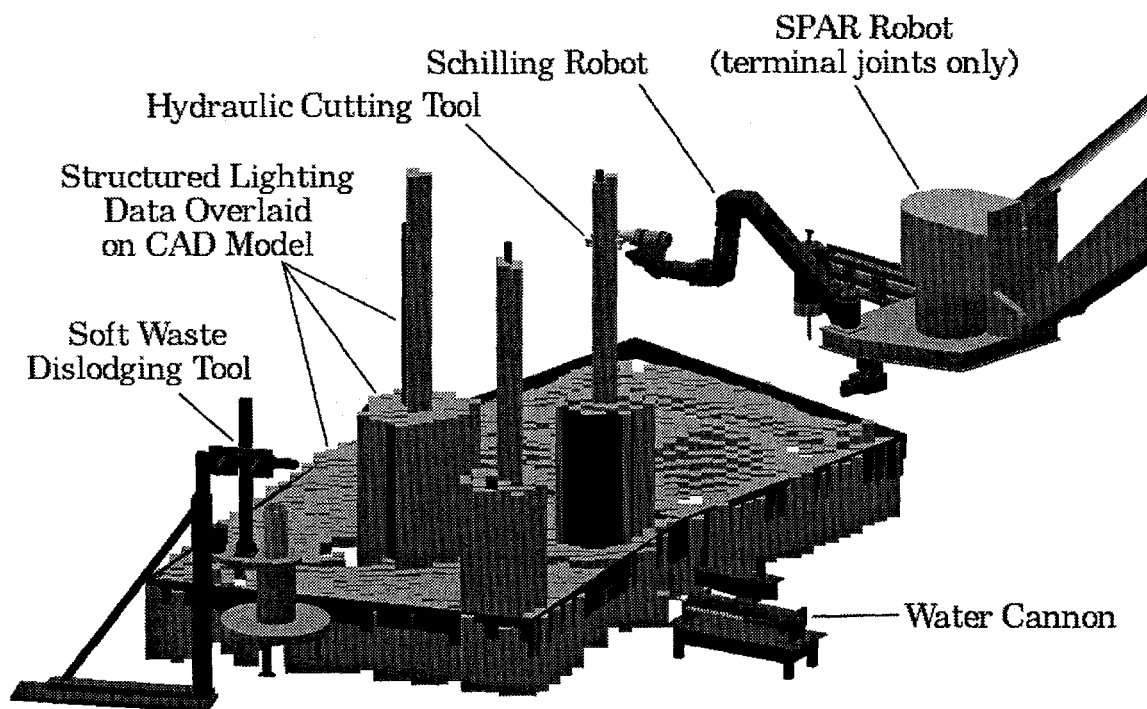 SPAR Robot
(terminal joints only)
Schilling Robot
Hydraulic Cutting Tool
Structured Lighting
Data Overlaid
on CAD Model
Soft Waste
Dislodging Tool
Water Cannon